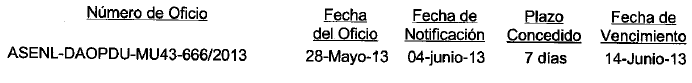 Número de Oficio Fecha del Oficio Fecha de Notificación Plazo Concedido Fecha de Vencimiento
ASENL-DAOPDU-MU43-666/2013 28-Mayo-13 04-junio-13 7 días 14-Junio-13